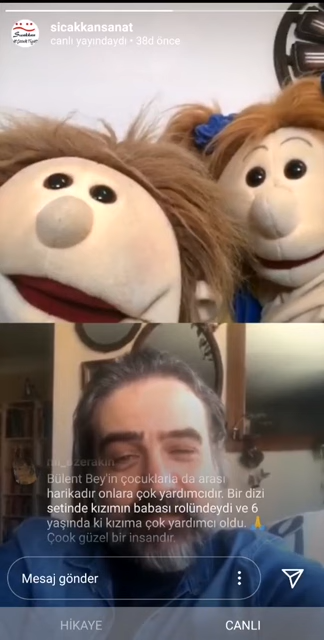 sicakkansanat
canlı yayındaydı • 38d önce
Sıcakkan
Bülent Bey'in çocuklarla da arası
harikadır onlara çok yardımcıdır. Bir dizi
setinde kızımın babası rolündeydi ve 6
yaşında ki kızıma çok yardımcı oldu. 🙏
Çook güzel bir insandır.
Mesaj gönder
HİKAYE
CANLI